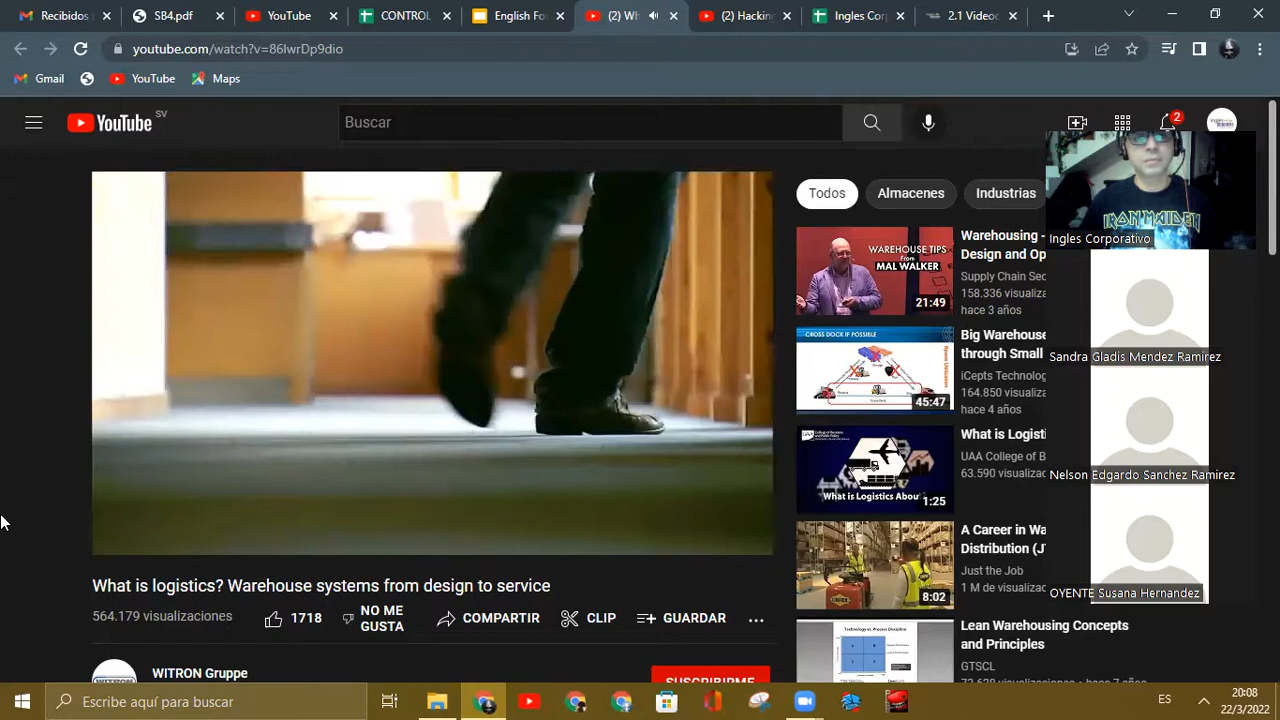 Recibidos
SB4.pdf
YouTube
CONTROL
English Fo
(2) Wh
(2) Hacking
Ingles Cor
2.1 Videoc
youtube.com/watch?v=86lwrDp9dio
Gmail
YouTube
Maps
YouTube
SV
Buscar
2
Todos
Almacenes
Industrias
IRON MAIDEN
Ingles Corporativo
WAREHOUSE TIPS
From
MAL WALKER
21:49
Warehousing -
Design and Op
Supply Chain Sec
158.336 visualiza
hace 3 años
CROSS DOCK IF POSSIBLE
45:47
Big Warehouse
through Small
iCepts Technolog
164.850 visualiza
hace 4 años
Sandra Gladis Mendez Ramirez
What is Logistics About
1:25
What is Logisti
UAA College of B
63.590 visualizac
Nelson Edgardo Sanchez Ramirez
8:02
A Career in Wa
Distribution (J
Just the Job
1 M de visualizac
OYENTE Susana Hernandez
Lean Warehousing Concepts
and Principles
GTSCL
What is logistics? Warehouse systems from design to service
564.179 visualizaciones
1718
NO ME
GUSTA
COMPARTIR
CLIP
GUARDAR
WITRON Gruppe
SUSCRIBIRME
Escribe aquí para buscar
ES
20:08
22/3/2022